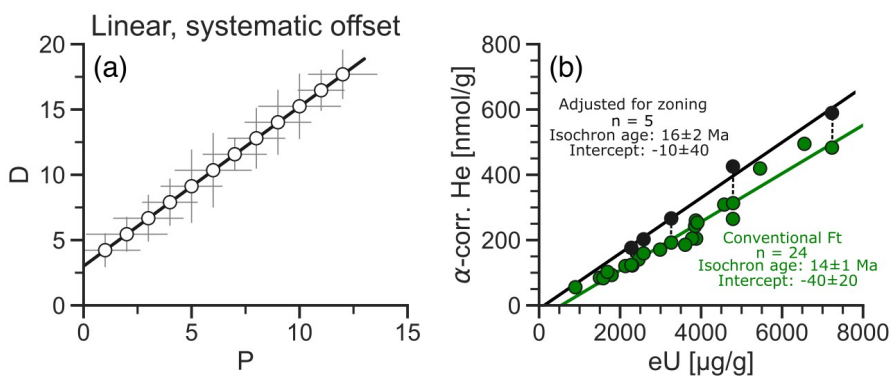 Linear, systematic offset
(a)
20
15
10
5
0
D
0
5
10
15
P
(b)
800
600
400
200
0
α-corr. He [nmol/g]
Adjusted for zoning
n = 5
Isochron age: 16±2 Ma
Intercept: -10±40
Conventional Ft
n = 24
Isochron age: 14±1 Ma
Intercept: -40±20
0
2000
4000
6000
8000
eU [µg/g]